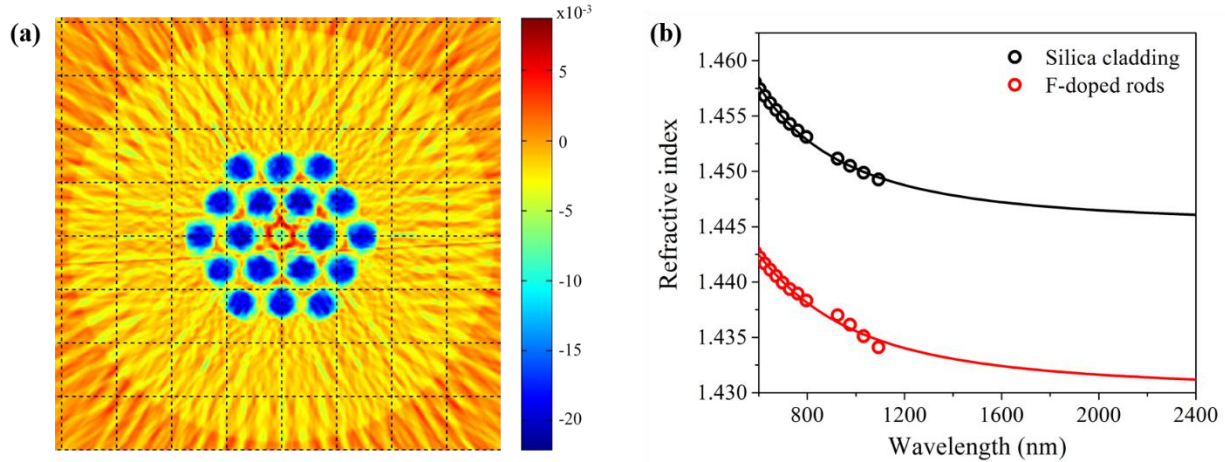 (a)
x10⁻³
5
0
-5
-10
-15
-20
(b)
Refractive index
1.460
1.455
1.450
1.445
1.440
1.435
1.430
Silica cladding
F-doped rods
800
1200
1600
2000
2400
Wavelength (nm)